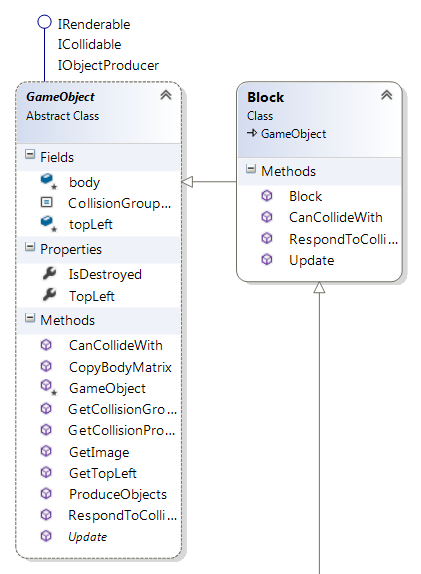 IRenderable
ICollidable
IObjectProducer
GameObject
Abstract Class
Fields
body
CollisionGroup...
topLeft
Properties
IsDestroyed
TopLeft
Methods
CanCollideWith
CopyBodyMatrix
GameObject
GetCollisionGro...
GetCollisionPro...
GetImage
GetTopLeft
ProduceObjects
RespondToColli...
Update
Block
Class
GameObject
Methods
Block
CanCollideWith
RespondToColli...
Update